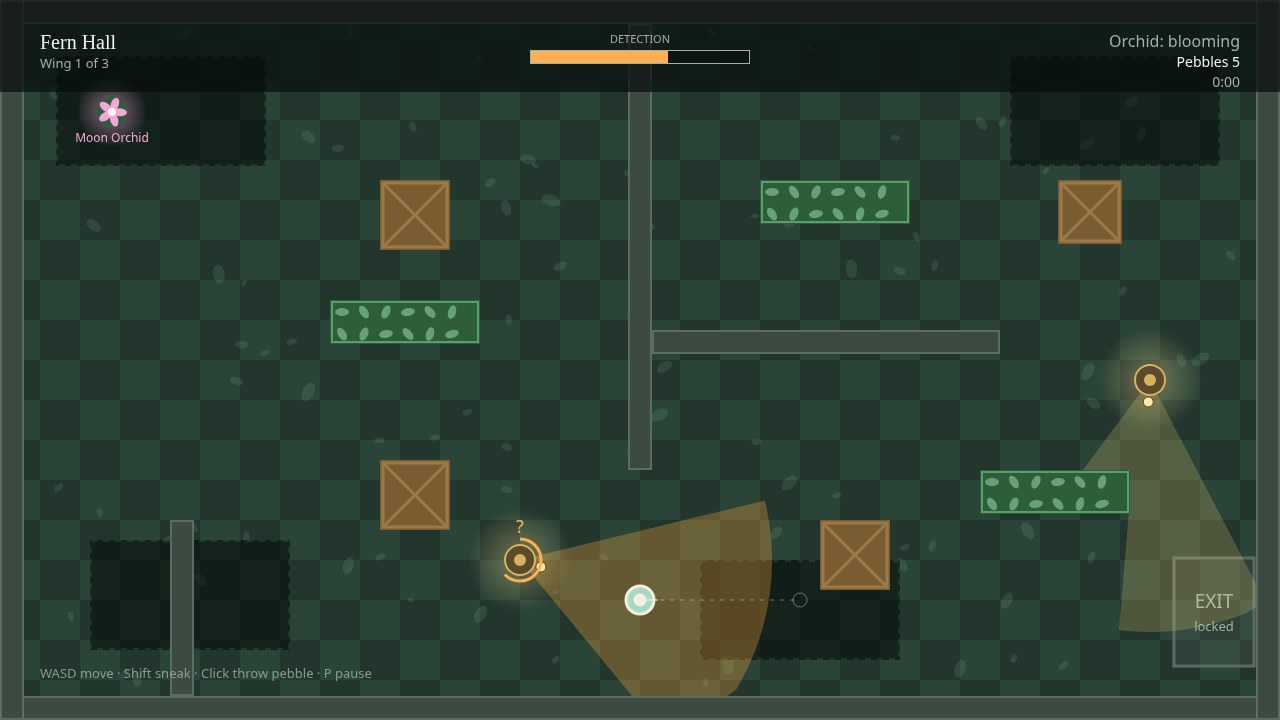 Fern Hall
Wing 1 of 3
DETECTION
Orchid: blooming
Pebbles 5
0:00
Moon Orchid
?
EXIT
locked
WASD move · Shift sneak · Click throw pebble · P pause